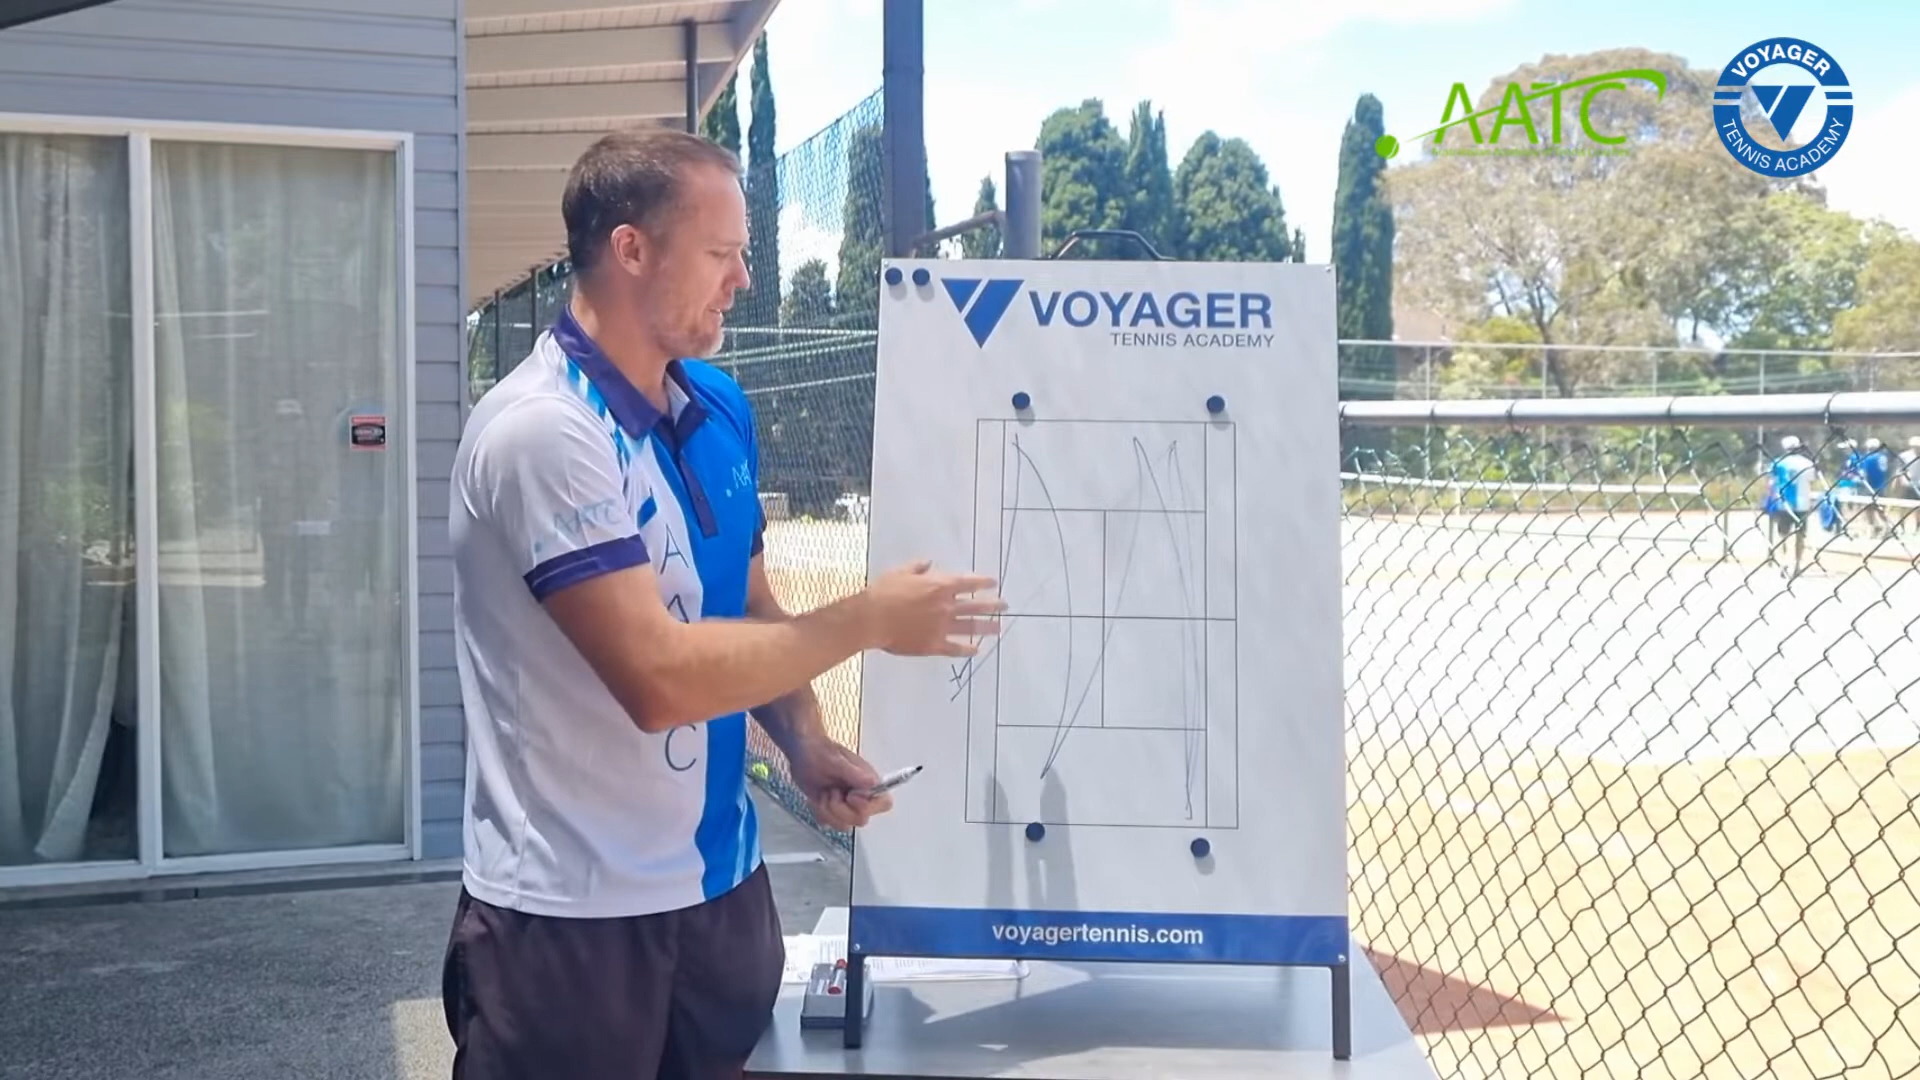 AATC
VOYAGER
TENNIS ACADEMY
VOYAGER
TENNIS ACADEMY
AATC
A
C
voyagertennis.com